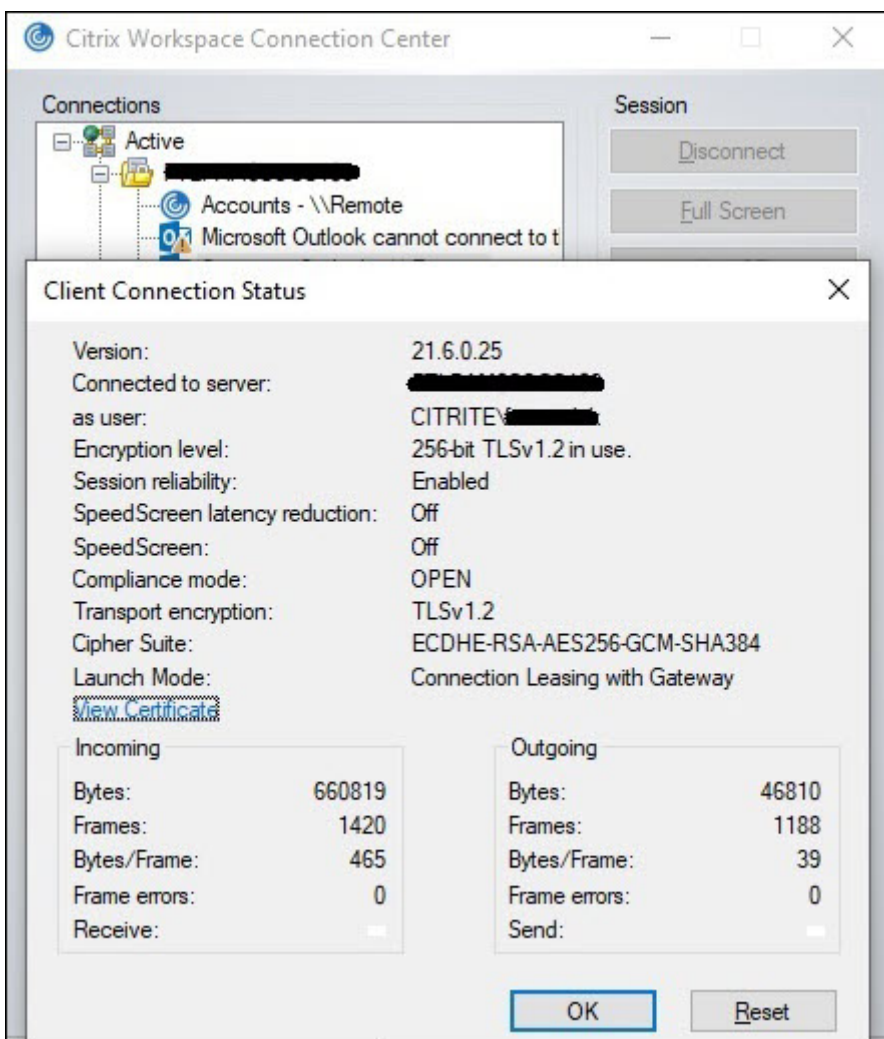 Citrix Workspace Connection Center
Connections
Session
Active
Disconnect
Accounts - \\Remote
Full Screen
Microsoft Outlook cannot connect to t
Client Connection Status
Version: 21.6.0.25
Connected to server:
as user: CITRITE\
Encryption level: 256-bit TLSv1.2 in use.
Session reliability: Enabled
SpeedScreen latency reduction: Off
SpeedScreen: Off
Compliance mode: OPEN
Transport encryption: TLSv1.2
Cipher Suite: ECDHE-RSA-AES256-GCM-SHA384
Launch Mode: Connection Leasing with Gateway
View Certificate
Incoming
Bytes: 660819
Frames: 1420
Bytes/Frame: 465
Frame errors: 0
Receive:
Outgoing
Bytes: 46810
Frames: 1188
Bytes/Frame: 39
Frame errors: 0
Send:
OK
Reset